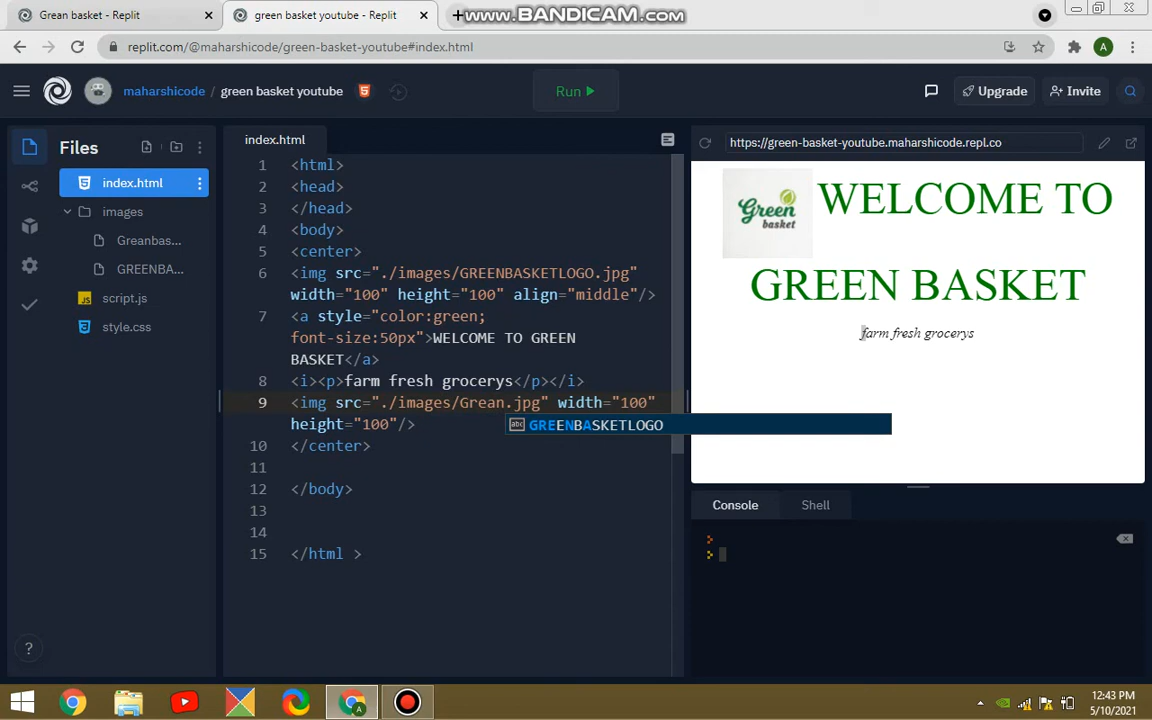 Grean basket - Replit
green basket youtube - Replit
www.BANDICAM.com
replit.com/@maharshicode/green-basket-youtube#index.html
A
maharshicode / green basket youtube
Run
Upgrade
Invite
Files
index.html
images
Greanbas...
GREENBA...
script.js
style.css
?
index.html
1 <html>
2 <head>
3 </head>
4 <body>
5 <center>
6 <img src="./images/GREENBASKETLOGO.jpg"
width="100" height="100" align="middle"/>
7 <a style="color:green;
font-size:50px">WELCOME TO GREEN
BASKET</a>
8 <i><p>farm fresh grocerys</p></i>
9 <img src="./images/Grean.jpg" width="100"
height="100"/>
abc GREENBASKETLOGO
10 </center>
11
12 </body>
13
14
15 </html >
https://green-basket-youtube.maharshicode.repl.co
Green
basket
WELCOME TO
GREEN BASKET
farm fresh grocerys
Console
Shell
12:43 PM
5/10/2021